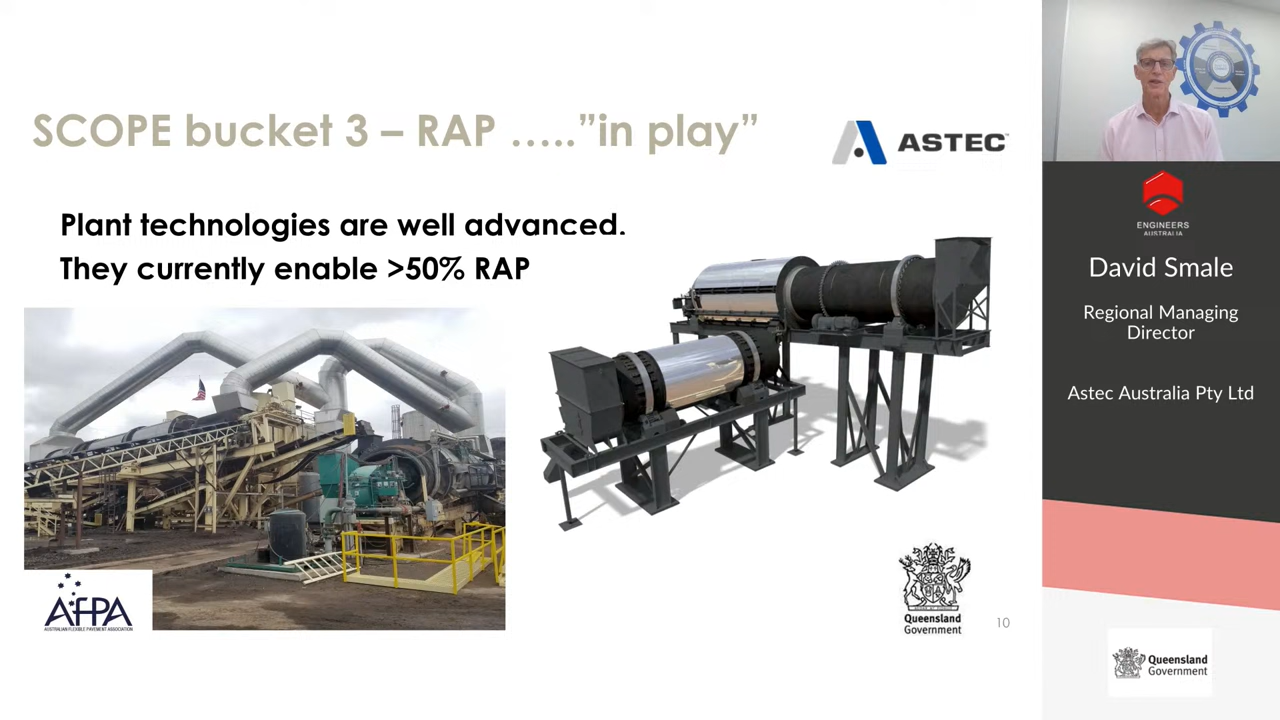 SCOPE bucket 3 – RAP …..”in play”
ASTEC
Plant technologies are well advanced.
They currently enable >50% RAP
AfPA
AUSTRALIAN FLEXIBLE PAVEMENT ASSOCIATION
Queensland
Government
10
ENGINEERS
AUSTRALIA
David Smale
Regional Managing
Director
Astec Australia Pty Ltd
Queensland
Government